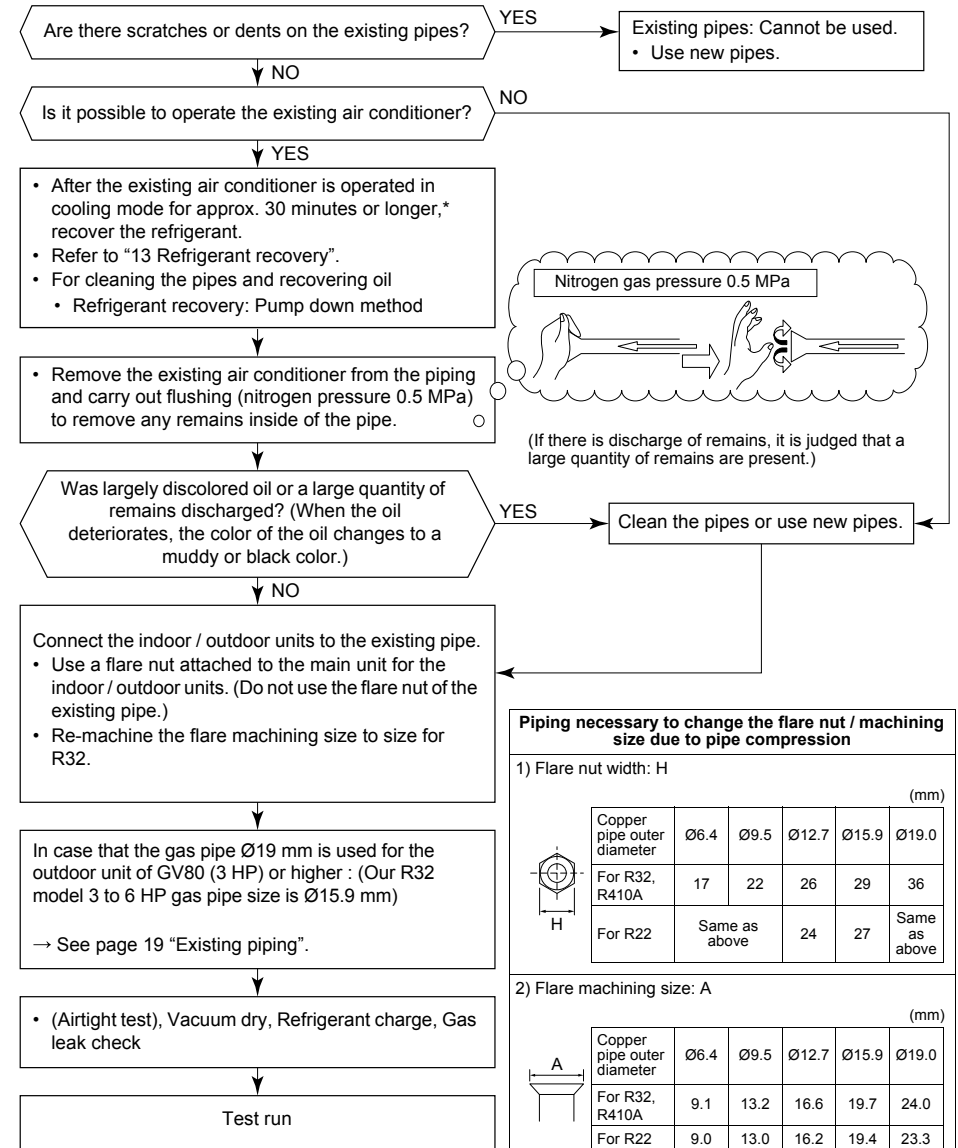 Are there scratches or dents on the existing pipes?
YES
Existing pipes: Cannot be used.
• Use new pipes.
NO
Is it possible to operate the existing air conditioner?
NO
YES
• After the existing air conditioner is operated in
cooling mode for approx. 30 minutes or longer,*
recover the refrigerant.
• Refer to “13 Refrigerant recovery”.
• For cleaning the pipes and recovering oil
• Refrigerant recovery: Pump down method
Nitrogen gas pressure 0.5 MPa
• Remove the existing air conditioner from the piping
and carry out flushing (nitrogen pressure 0.5 MPa)
to remove any remains inside of the pipe.
(If there is discharge of remains, it is judged that a
large quantity of remains are present.)
Was largely discolored oil or a large quantity of
remains discharged? (When the oil
deteriorates, the color of the oil changes to a
muddy or black color.)
YES
Clean the pipes or use new pipes.
NO
Connect the indoor / outdoor units to the existing pipe.
• Use a flare nut attached to the main unit for the
indoor / outdoor units. (Do not use the flare nut of the
existing pipe.)
• Re-machine the flare machining size to size for
R32.
In case that the gas pipe Ø19 mm is used for the
outdoor unit of GV80 (3 HP) or higher : (Our R32
model 3 to 6 HP gas pipe size is Ø15.9 mm)
→ See page 19 “Existing piping”.
• (Airtight test), Vacuum dry, Refrigerant charge, Gas
leak check
Test run
Piping necessary to change the flare nut / machining
size due to pipe compression
1) Flare nut width: H
(mm)
H
Copper
pipe outer
diameter
Ø6.4 Ø9.5 Ø12.7 Ø15.9 Ø19.0
For R32,
R410A
17 22 26 29 36
For R22
Same as
above
24 27
Same
as
above
2) Flare machining size: A
(mm)
A
Copper
pipe outer
diameter
Ø6.4 Ø9.5 Ø12.7 Ø15.9 Ø19.0
For R32,
R410A
9.1 13.2 16.6 19.7 24.0
For R22 9.0 13.0 16.2 19.4 23.3